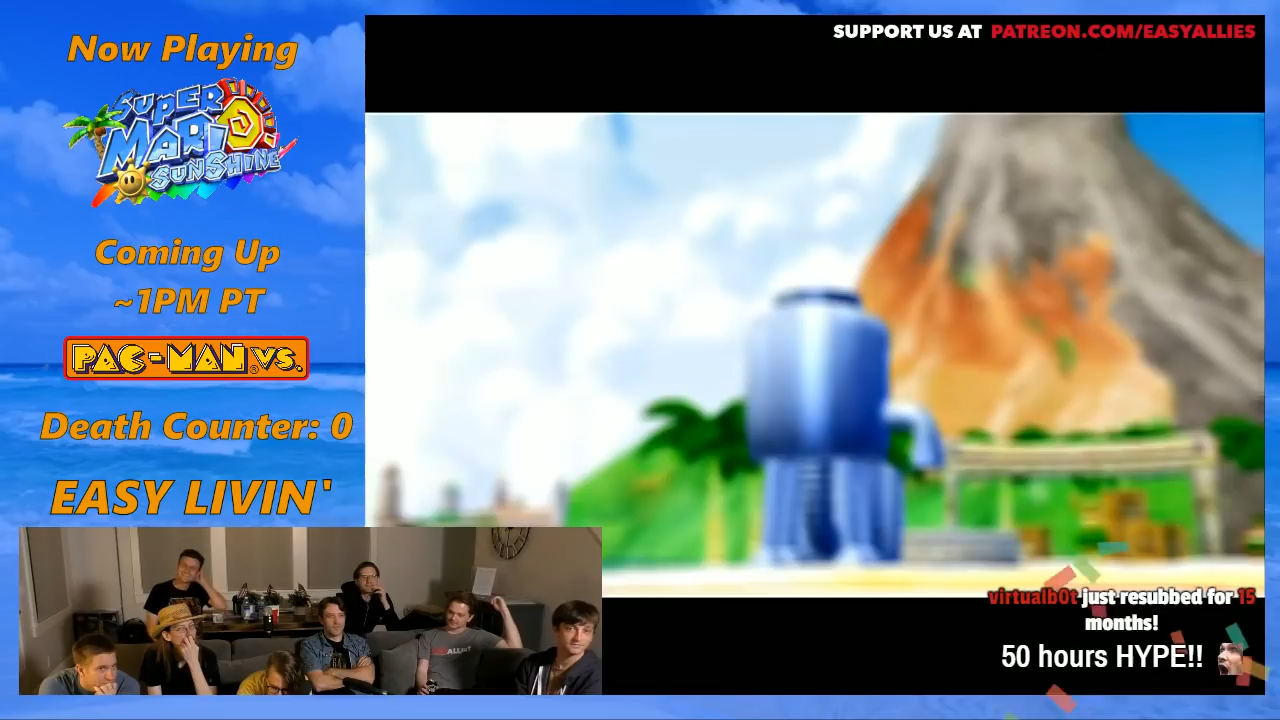 Now Playing
SUPER
MARIO
SUNSHINE
Coming Up
~1PM PT
PAC-MAN® VS.
Death Counter: 0
EASY LIVIN'
SUPPORT US AT PATREON.COM/EASYALLIES
virtualb0t just resubbed for 15
months!
50 hours HYPE!!